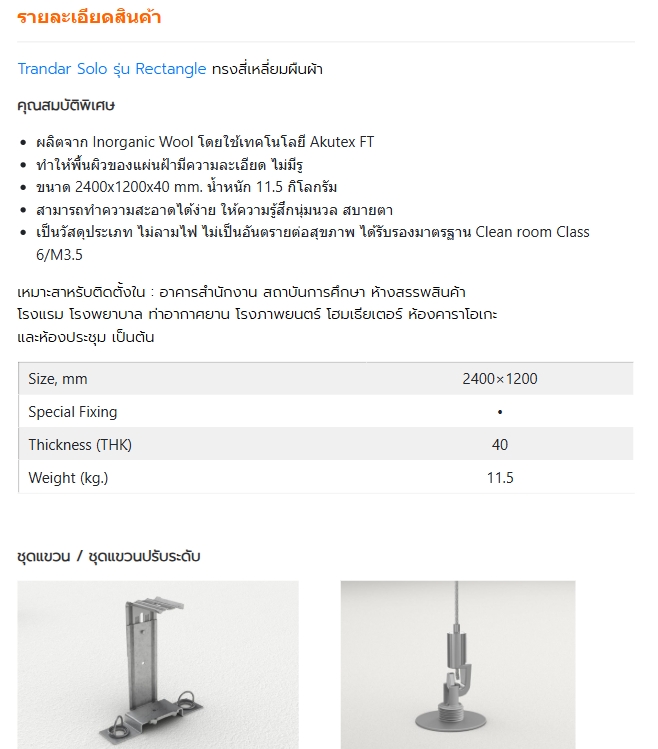 รายละเอียดสินค้า
Trandar Solo รุ่น Rectangle ทรงสี่เหลี่ยมผืนผ้า
คุณสมบัติพิเศษ
• ผลิตจาก Inorganic Wool โดยใช้เทคโนโลยี Akutex FT
• ทำให้พื้นผิวของแผ่นฝ้ามีความละเอียด ไม่มีรู
• ขนาด 2400x1200x40 mm. น้ำหนัก 11.5 กิโลกรัม
• สามารถทำความสะอาดได้ง่าย ให้ความรู้สึกนุ่มนวล สบายตา
• เป็นวัสดุประเภท ไม่ลามไฟ ไม่เป็นอันตรายต่อสุขภาพ ได้รับรองมาตรฐาน Clean room Class
6/M3.5
เหมาะสาหรับติดตั้งใน : อาคารสำนักงาน สถาบันการศึกษา ห้างสรรพสินค้า
โรงแรม โรงพยาบาล ท่าอากาศยาน โรงภาพยนตร์ โฮมเธียเตอร์ ห้องคาราโอเกะ
และห้องประชุม เป็นต้น
Size, mm 2400×1200
Special Fixing •
Thickness (THK) 40
Weight (kg.) 11.5
ชุดแขวน / ชุดแขวนปรับระดับ